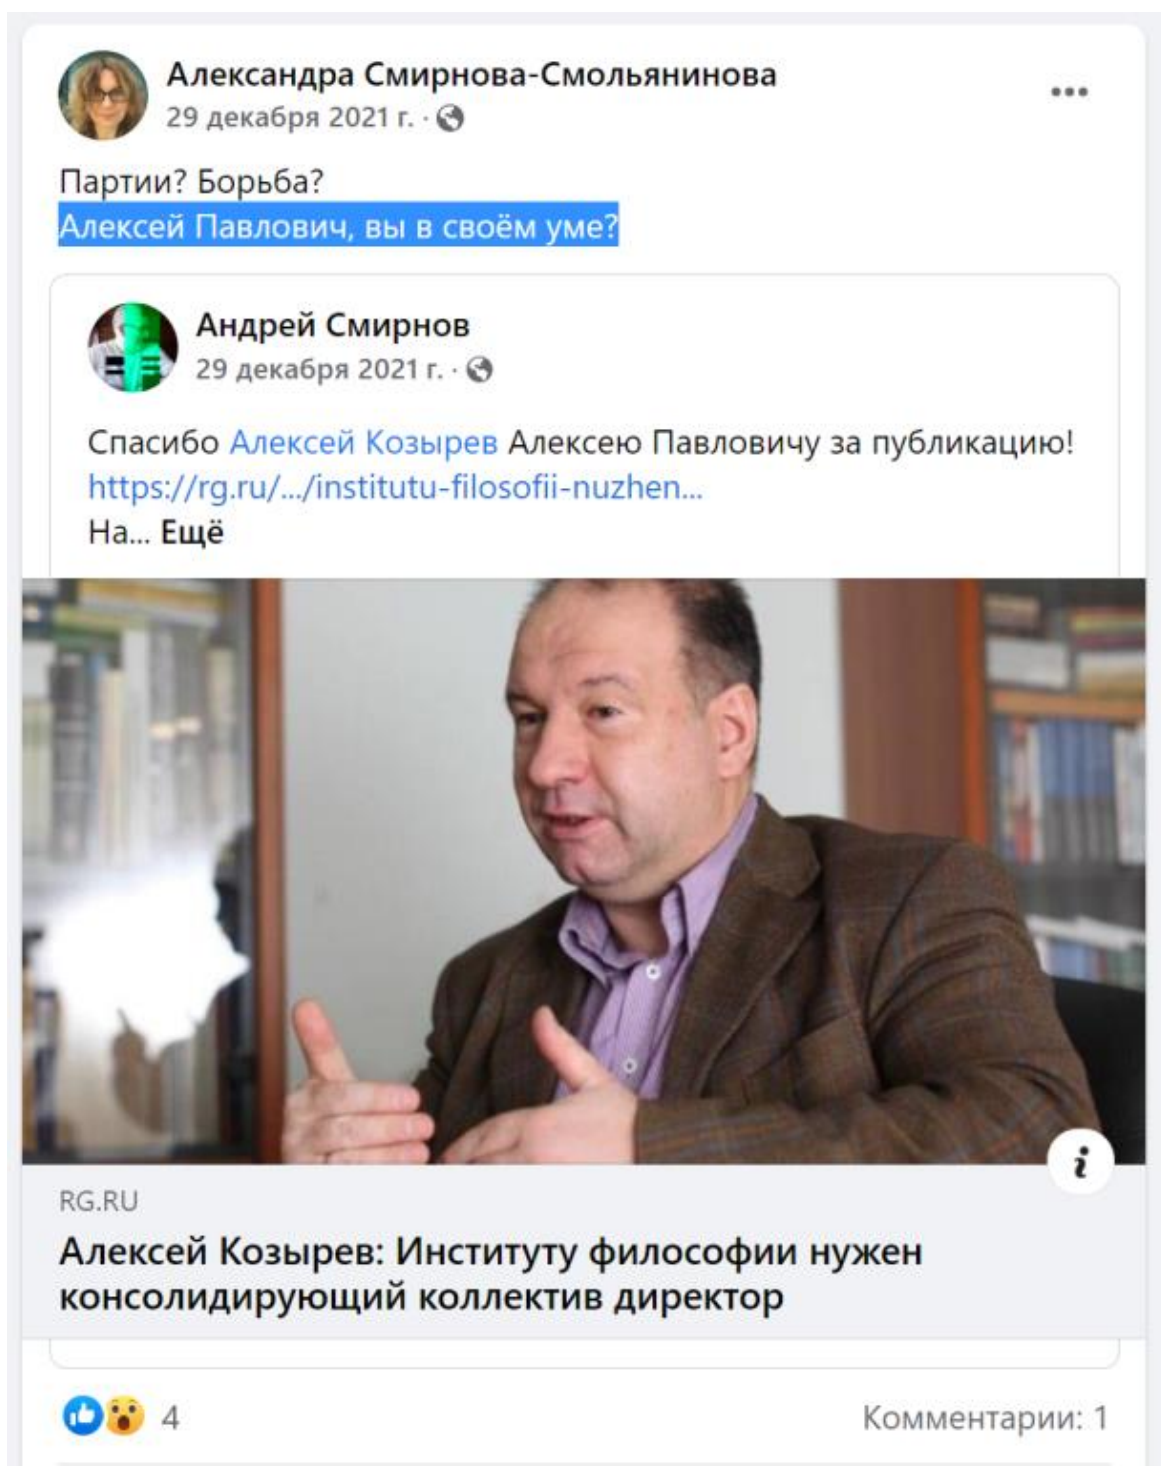 Александра Смирнова-Смольянинова
29 декабря 2021 г. ·
Партии? Борьба?
Алексей Павлович, вы в своём уме?
Андрей Смирнов
29 декабря 2021 г. ·
Спасибо Алексей Козырев Алексею Павловичу за публикацию!
https://rg.ru/.../institutu-filosofii-nuzhen...
На... Ещё
RG.RU
Алексей Козырев: Институту философии нужен
консолидирующий коллектив директор
4
Комментарии: 1